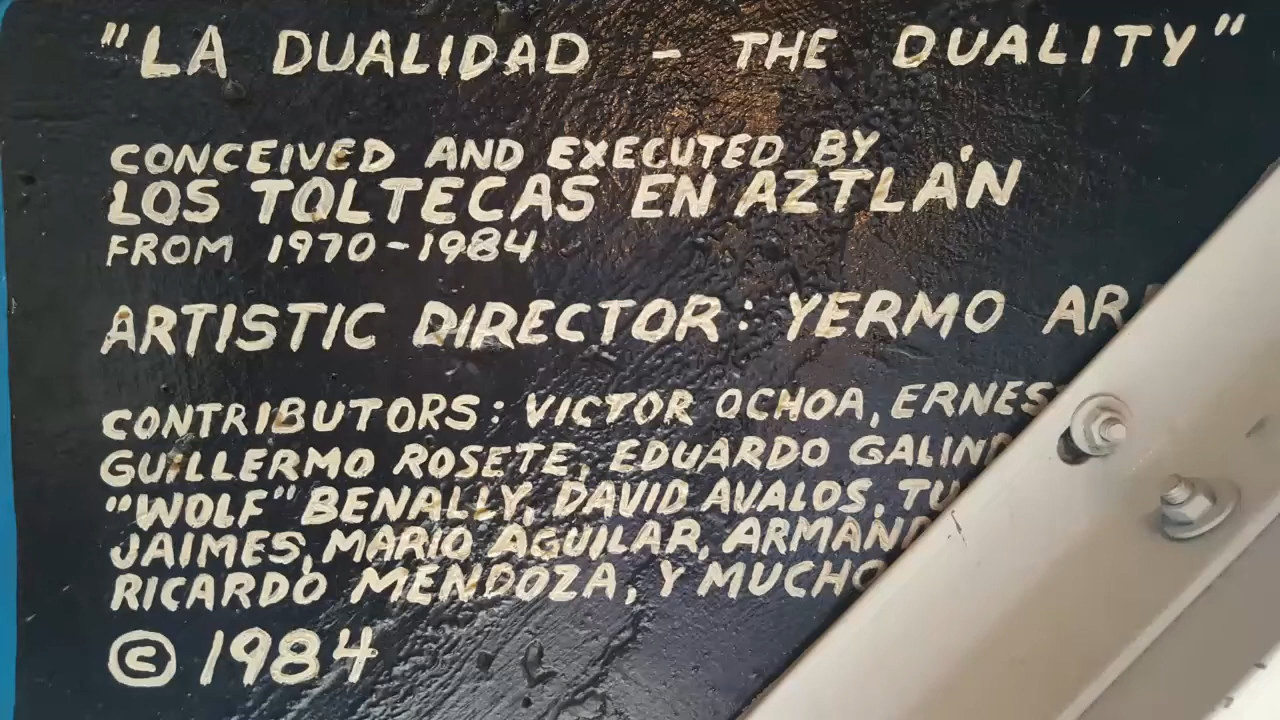 "LA DUALIDAD - THE DUALITY"
CONCEIVED AND EXECUTED BY
LOS TOLTECAS EN AZTLÁN
FROM 1970-1984
ARTISTIC DIRECTOR: YERMO
CONTRIBUTORS: VICTOR OCHOA,
GUILLERMO ROSETE, EDUARDO
"WOLF" BENALLY, DAVID AVALOS,
JAIMES, MARIO AGUILAR,
RICARDO MENDOZA, Y
© 1984